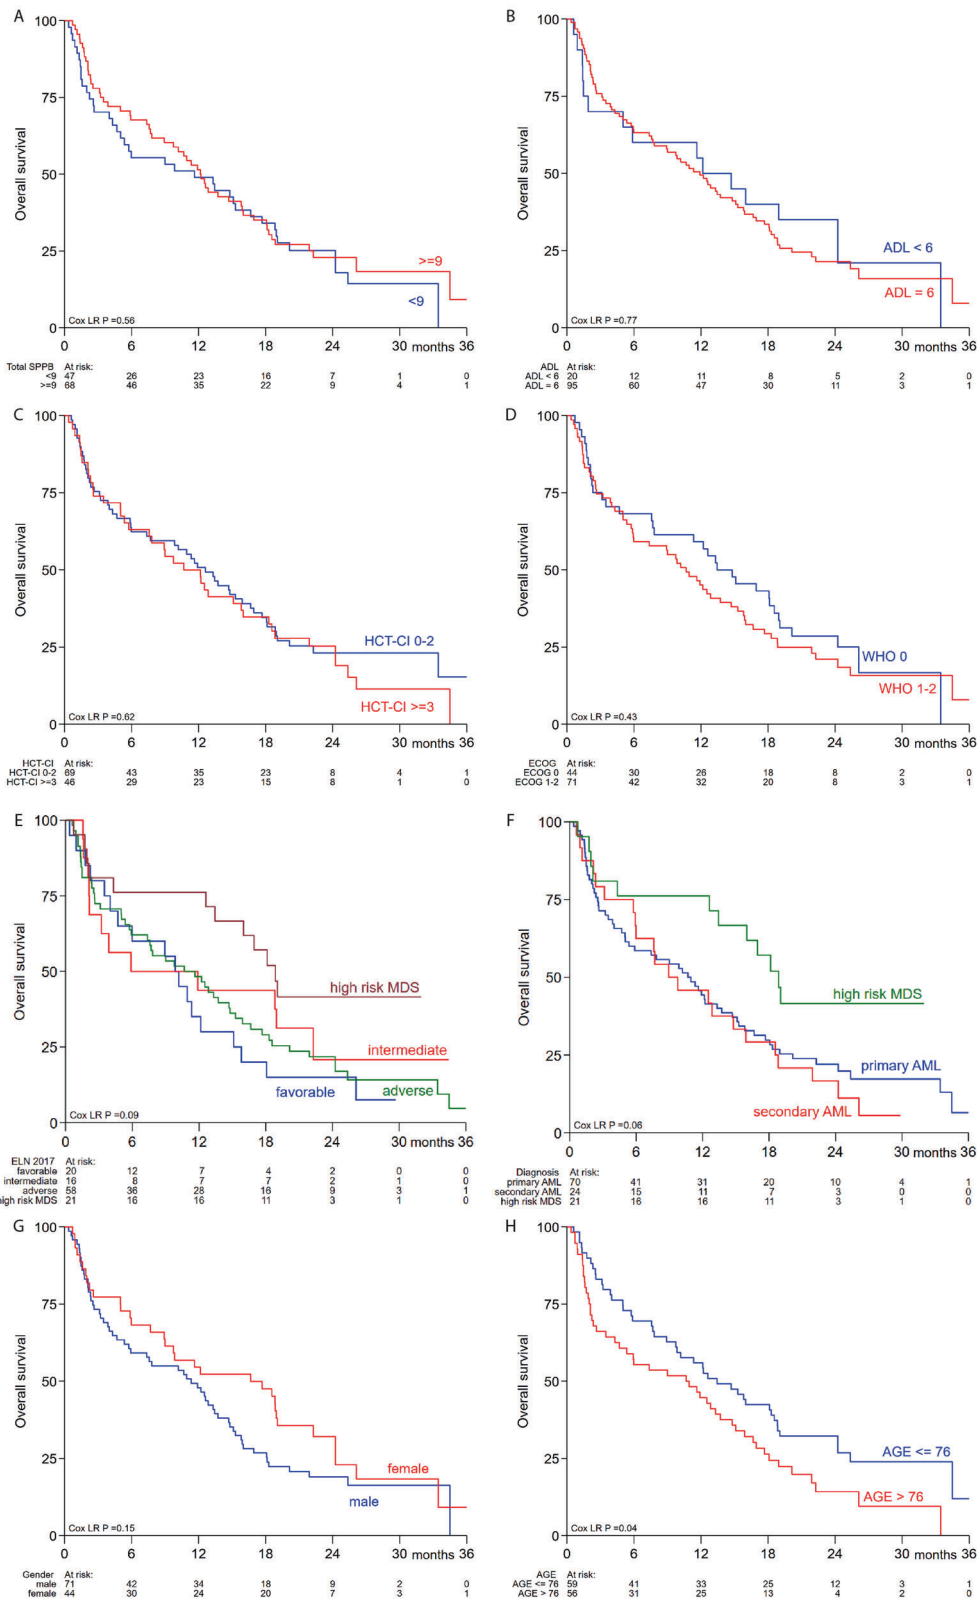 A
100
75
50
25
0
Overall survival
>=9
<9
Cox LR P =0.56
0 6 12 18 24 30 months 36
Total SPPB At risk:
<9 47 26 23 16 7 1 0
>=9 68 46 35 22 9 4 1
B
100
75
50
25
0
Overall survival
ADL < 6
ADL = 6
Cox LR P =0.77
0 6 12 18 24 30 months 36
ADL At risk:
ADL < 6 20 12 11 8 5 2 0
ADL = 6 95 60 47 30 11 3 1
C
100
75
50
25
0
Overall survival
HCT-CI 0-2
HCT-CI >=3
Cox LR P =0.62
0 6 12 18 24 30 months 36
HCT-CI At risk:
HCT-CI 0-2 69 43 35 23 8 4 1
HCT-CI >=3 46 29 23 15 8 1 0
D
100
75
50
25
0
Overall survival
WHO 0
WHO 1-2
Cox LR P =0.43
0 6 12 18 24 30 months 36
ECOG At risk:
ECOG 0 44 30 26 18 8 2 0
ECOG 1-2 71 42 32 20 8 3 1
E
100
75
50
25
0
Overall survival
high risk MDS
intermediate
favorable
adverse
Cox LR P =0.09
0 6 12 18 24 30 months 36
ELN 2017 At risk:
favorable 20 12 7 4 2 0 0
intermediate 16 8 7 7 2 1 0
adverse 58 36 28 16 9 3 1
high risk MDS 21 16 16 11 3 1 0
F
100
75
50
25
0
Overall survival
high risk MDS
primary AML
secondary AML
Cox LR P =0.06
0 6 12 18 24 30 months 36
Diagnosis At risk:
primary AML 70 41 31 20 10 4 1
secondary AML 24 15 11 7 3 0 0
high risk MDS 21 16 16 11 3 1 0
G
100
75
50
25
0
Overall survival
female
male
Cox LR P =0.15
0 6 12 18 24 30 months 36
Gender At risk:
male 71 42 34 18 9 2 0
female 44 30 24 20 7 3 1
H
100
75
50
25
0
Overall survival
AGE <= 76
AGE > 76
Cox LR P =0.04
0 6 12 18 24 30 months 36
AGE At risk:
AGE <= 76 59 41 33 25 12 3 1
AGE > 76 56 31 25 13 4 2 0